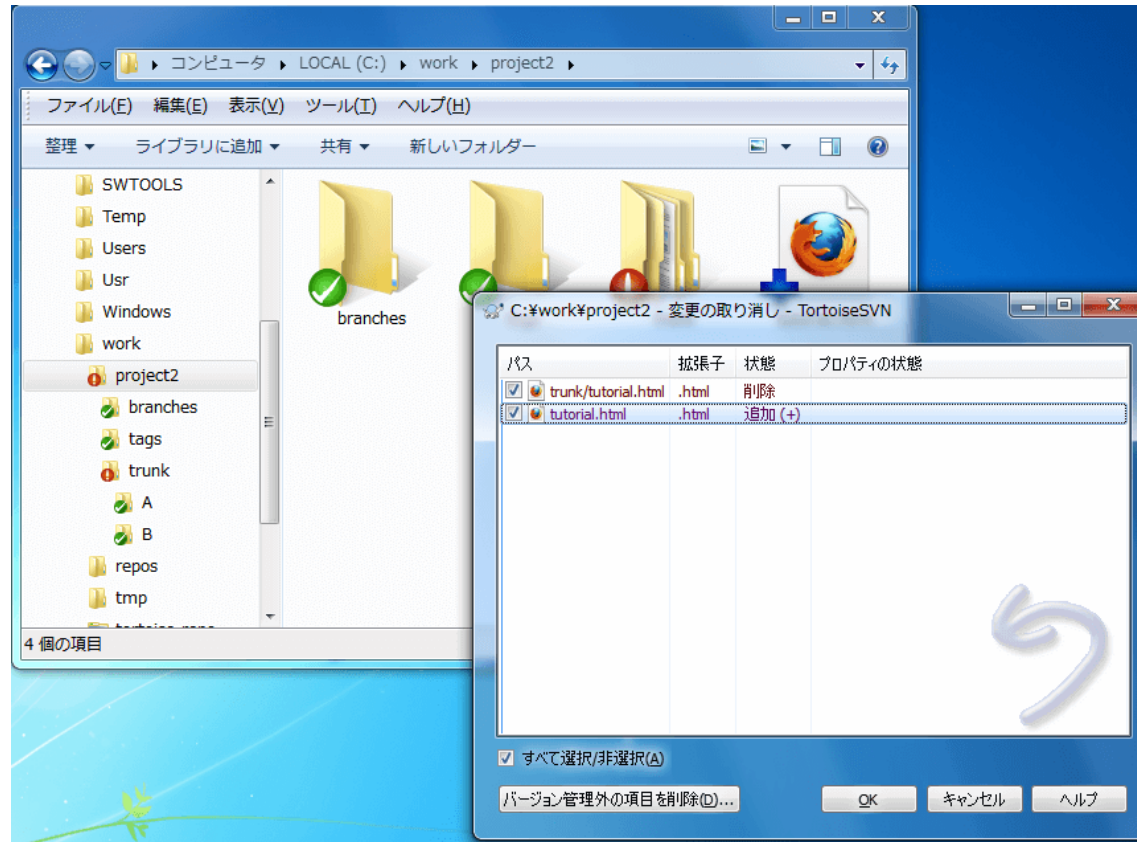 コンピュータ ▸ LOCAL (C:) ▸ work ▸ project2 ▸
ファイル(F) 編集(E) 表示(V) ツール(T) ヘルプ(H)
整理 ライブラリに追加 共有 新しいフォルダー
SWTOOLS
Temp
Users
Usr
Windows
work
project2
branches
tags
trunk
A
B
repos
tmp
branches
4 個の項目
C:¥work¥project2 - 変更の取り消し - TortoiseSVN
パス 拡張子 状態 プロパティの状態
trunk/tutorial.html .html 削除
tutorial.html .html 追加 (+)
すべて選択/非選択(A)
バージョン管理外の項目を削除(D)... OK キャンセル ヘルプ